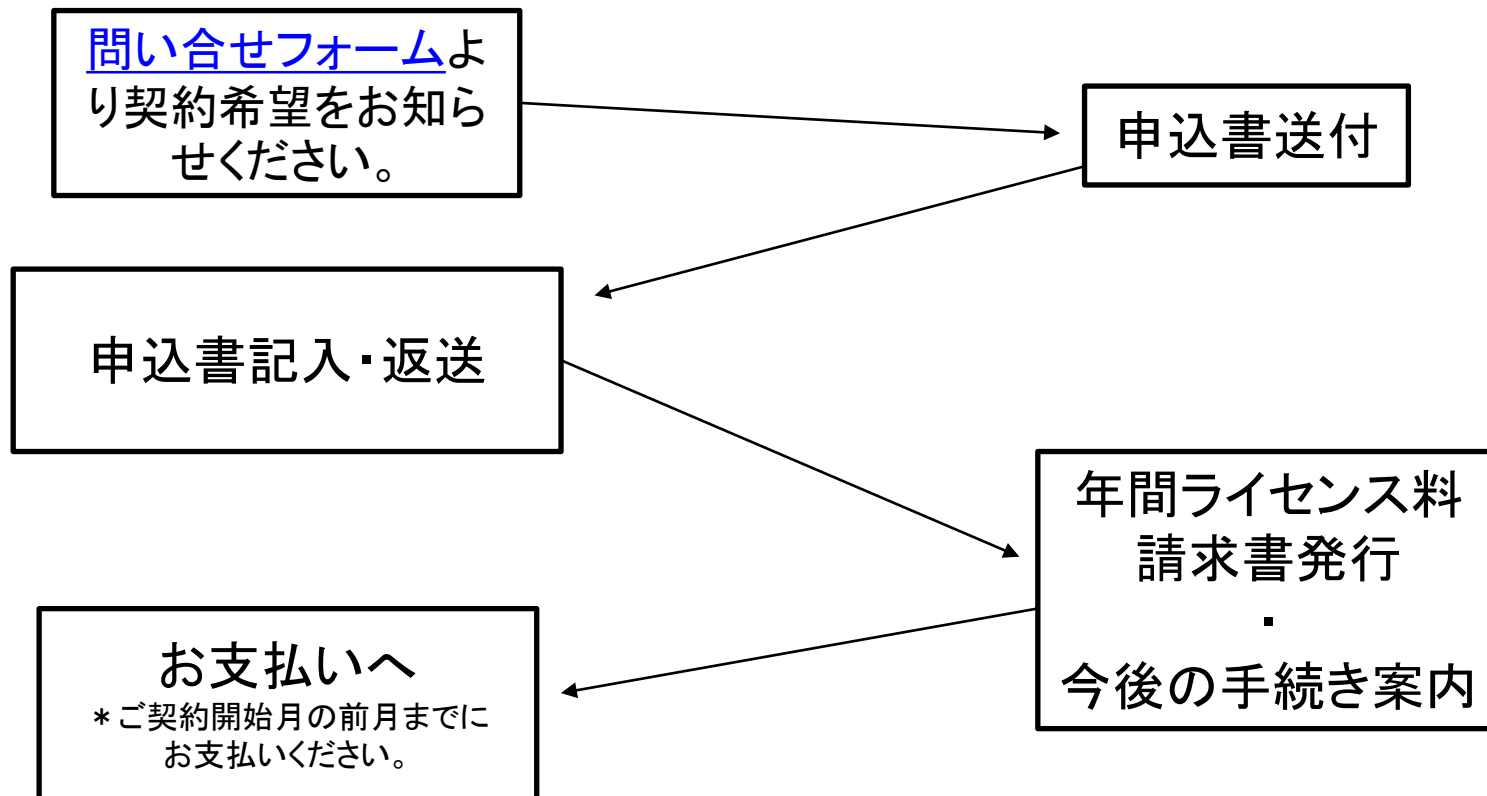 問い合せフォームよ
り契約希望をお知ら
せください。
申込書送付
申込書記入・返送
年間ライセンス料
請求書発行
・
今後の手続き案内
お支払いへ
＊ご契約開始月の前月までに
お支払いください。